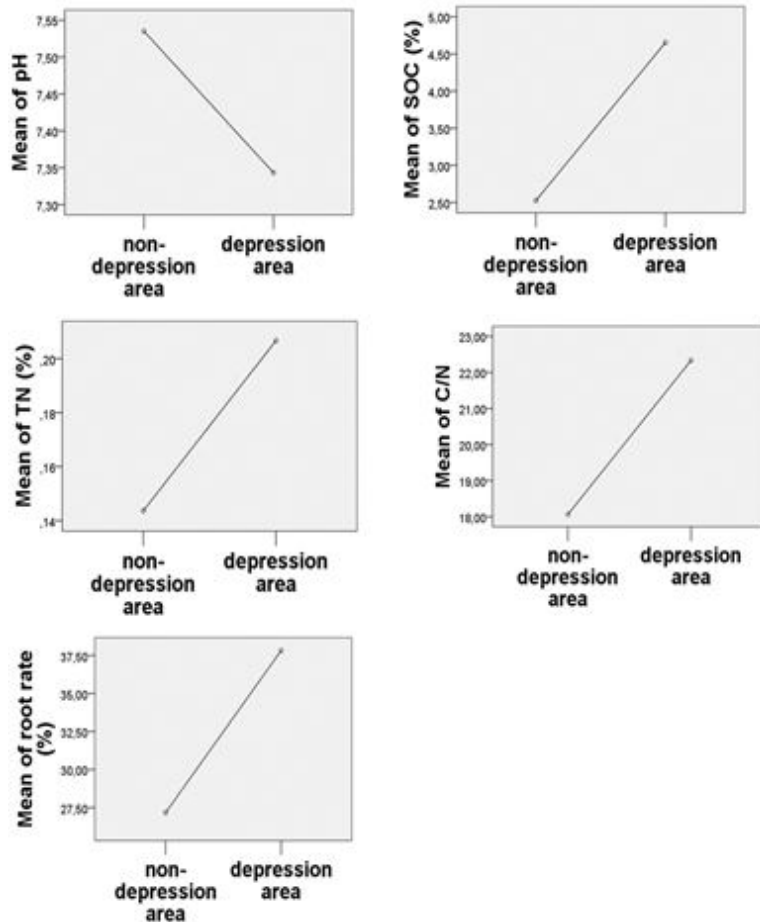 Mean of pH
7,55
7,50
7,45
7,40
7,35
7,30
non-
depression
area
depression
area
Mean of SOC (%)
5,00
4,50
4,00
3,50
3,00
2,50
non-
depression
area
depression
area
Mean of TN (%)
,20
,18
,16
,14
non-
depression
area
depression
area
Mean of C/N
23,00
22,00
21,00
20,00
19,00
18,00
non-
depression
area
depression
area
Mean of root rate
(%)
37,50
35,00
32,50
30,00
27,50
non-
depression
area
depression
area